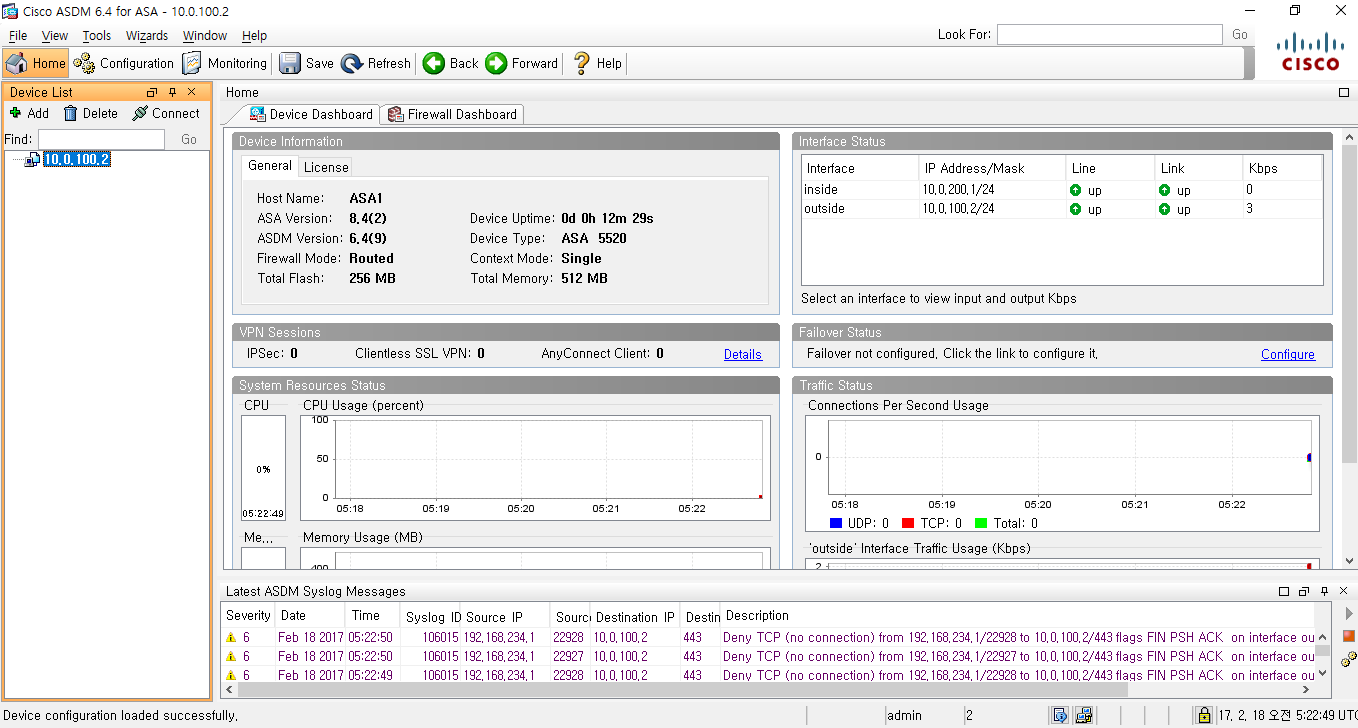 Cisco ASDM 6.4 for ASA - 10.0.100.2
File View Tools Wizards Window Help
Look For: Go
Home Configuration Monitoring Save Refresh Back Forward Help
CISCO
Device List
Add Delete Connect
Find: Go
10.0.100.2
Home
Device Dashboard Firewall Dashboard
Device Information
General License
Host Name: ASA1
ASA Version: 8.4(2) Device Uptime: 0d 0h 12m 29s
ASDM Version: 6.4(9) Device Type: ASA 5520
Firewall Mode: Routed Context Mode: Single
Total Flash: 256 MB Total Memory: 512 MB
Interface Status
Interface IP Address/Mask Line Link Kbps
inside 10.0.200.1/24 up up 0
outside 10.0.100.2/24 up up 3
Select an interface to view input and output Kbps
VPN Sessions
IPSec: 0 Clientless SSL VPN: 0 AnyConnect Client: 0 Details
Failover Status
Failover not configured. Click the link to configure it. Configure
System Resources Status
CPU
0%
05:22:49
CPU Usage (percent)
100
50
0
05:18 05:19 05:20 05:21 05:22
Me...
Memory Usage (MB)
400
Traffic Status
Connections Per Second Usage
0
05:18 05:19 05:20 05:21 05:22
UDP: 0 TCP: 0 Total: 0
'outside' Interface Traffic Usage (Kbps)
2
Latest ASDM Syslog Messages
Severity Date Time Syslog ID Source IP Sourc Destination IP Destin Description
6 Feb 18 2017 05:22:50 106015 192.168.234.1 22928 10.0.100.2 443 Deny TCP (no connection) from 192.168.234.1/22928 to 10.0.100.2/443 flags FIN PSH ACK on interface ou
6 Feb 18 2017 05:22:50 106015 192.168.234.1 22927 10.0.100.2 443 Deny TCP (no connection) from 192.168.234.1/22927 to 10.0.100.2/443 flags FIN PSH ACK on interface ou
6 Feb 18 2017 05:22:49 106015 192.168.234.1 22928 10.0.100.2 443 Deny TCP (no connection) from 192.168.234.1/22928 to 10.0.100.2/443 flags FIN PSH ACK on interface ou
Device configuration loaded successfully. admin 2 17. 2. 18 오전 5:22:49 UTC